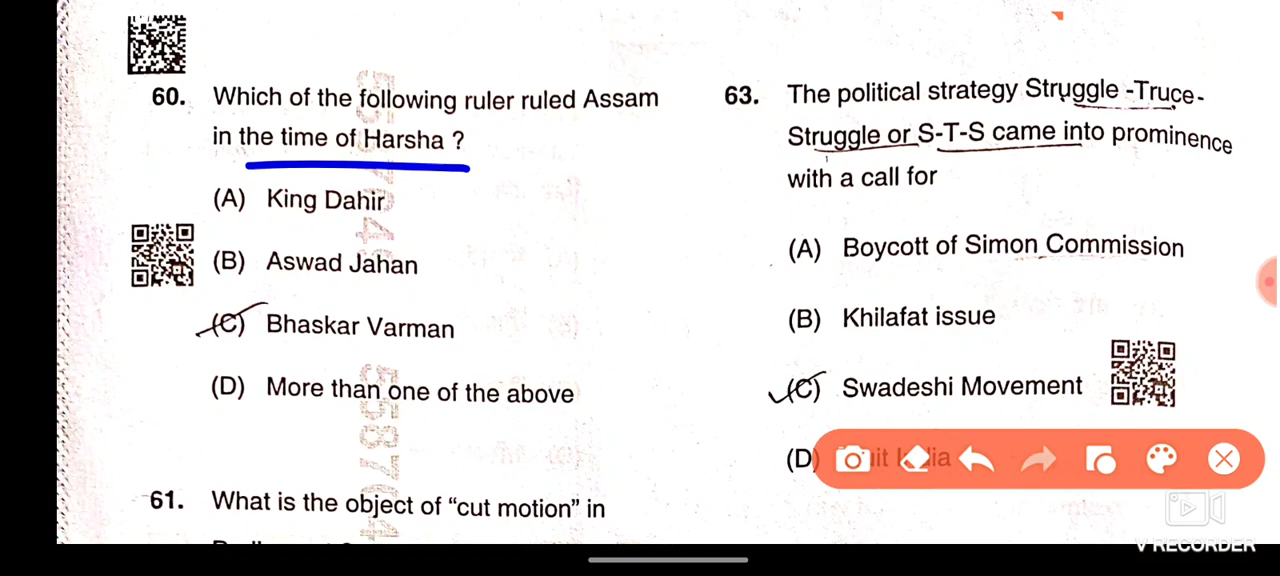 60. Which of the following ruler ruled Assam
in the time of Harsha ?
(A) King Dahir
(B) Aswad Jahan
(C) Bhaskar Varman
(D) More than one of the above
61. What is the object of “cut motion” in
63. The political strategy Struggle -Truce-
Struggle or S-T-S came into prominence
with a call for
(A) Boycott of Simon Commission
(B) Khilafat issue
(C) Swadeshi Movement
(D)
V RECORDER